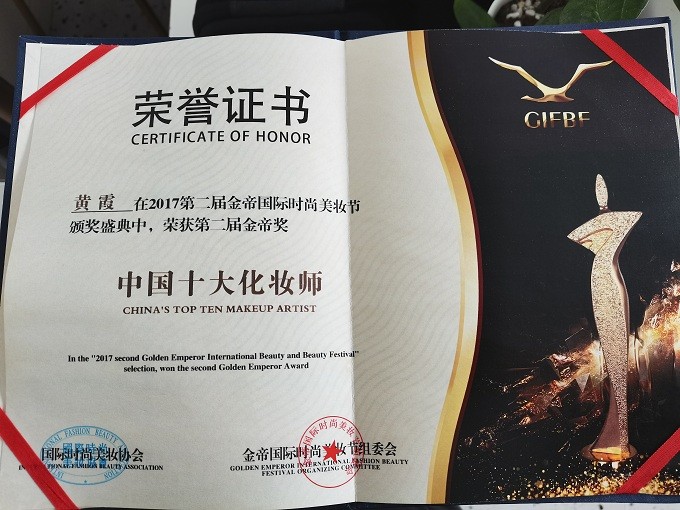 荣誉证书
CERTIFICATE OF HONOR
黄霞 在2017第二届金帝国际时尚美妆节
颁奖盛典中，荣获第二届金帝奖
中国十大化妆师
CHINA'S TOP TEN MAKEUP ARTIST
In the "2017 second Golden Emperor International Beauty and Beauty Festival"
selection, won the second Golden Emperor Award
国际时尚美妆协会
INTERNATIONAL FASHION BEAUTY ASSOCIATION
金帝国际时尚美妆节组委会
GOLDEN EMPEROR INTERNATIONAL FASHION BEAUTY
FESTIVAL ORGANIZING COMMITTEE
GIFBF